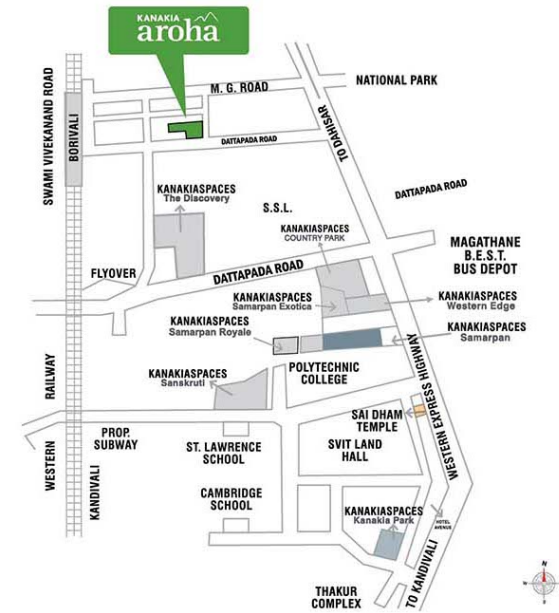 KANAKIA
aroha
M. G. ROAD
NATIONAL PARK
SWAMI VIVEKANAND ROAD
BORIVALI
TO DAHISAR
DATTAPADA ROAD
DATTAPADA ROAD
KANAKIASPACES
The Discovery
S.S.L.
KANAKIASPACES
COUNTRY PARK
MAGATHANE
B.E.S.T.
BUS DEPOT
FLYOVER
DATTAPADA ROAD
KANAKIASPACES
Samarpan Exotica
KANAKIASPACES
Western Edge
KANAKIASPACES
Samarpan Royale
KANAKIASPACES
Samarpan
WESTERN EXPRESS HIGHWAY
POLYTECHNIC
COLLEGE
KANAKIASPACES
Sanskruti
WESTERN RAILWAY
SAI DHAM
TEMPLE
PROP.
SUBWAY
ST. LAWRENCE
SCHOOL
SVIT LAND
HALL
KANDIVALI
CAMBRIDGE
SCHOOL
KANAKIASPACES
Kanakia Park
HOTEL
AVENUE
TO KANDIVALI
THAKUR
COMPLEX
N